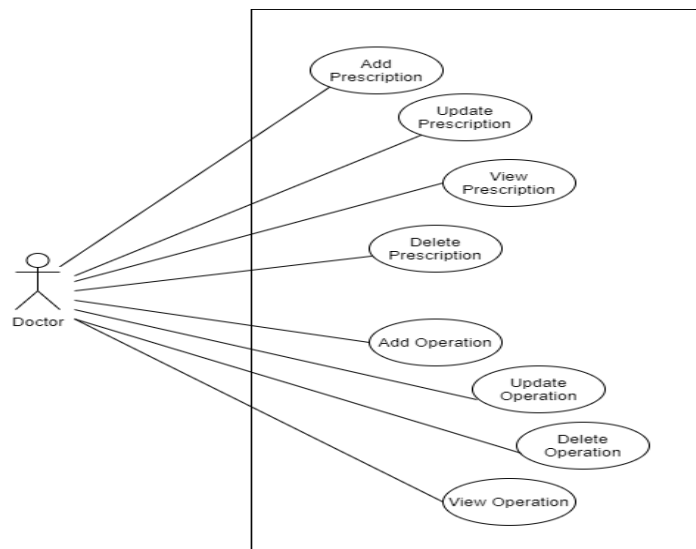 Add
Prescription
Update
Prescription
View
Prescription
Delete
Prescription
Doctor
Add Operation
Update
Operation
Delete
Operation
View Operation